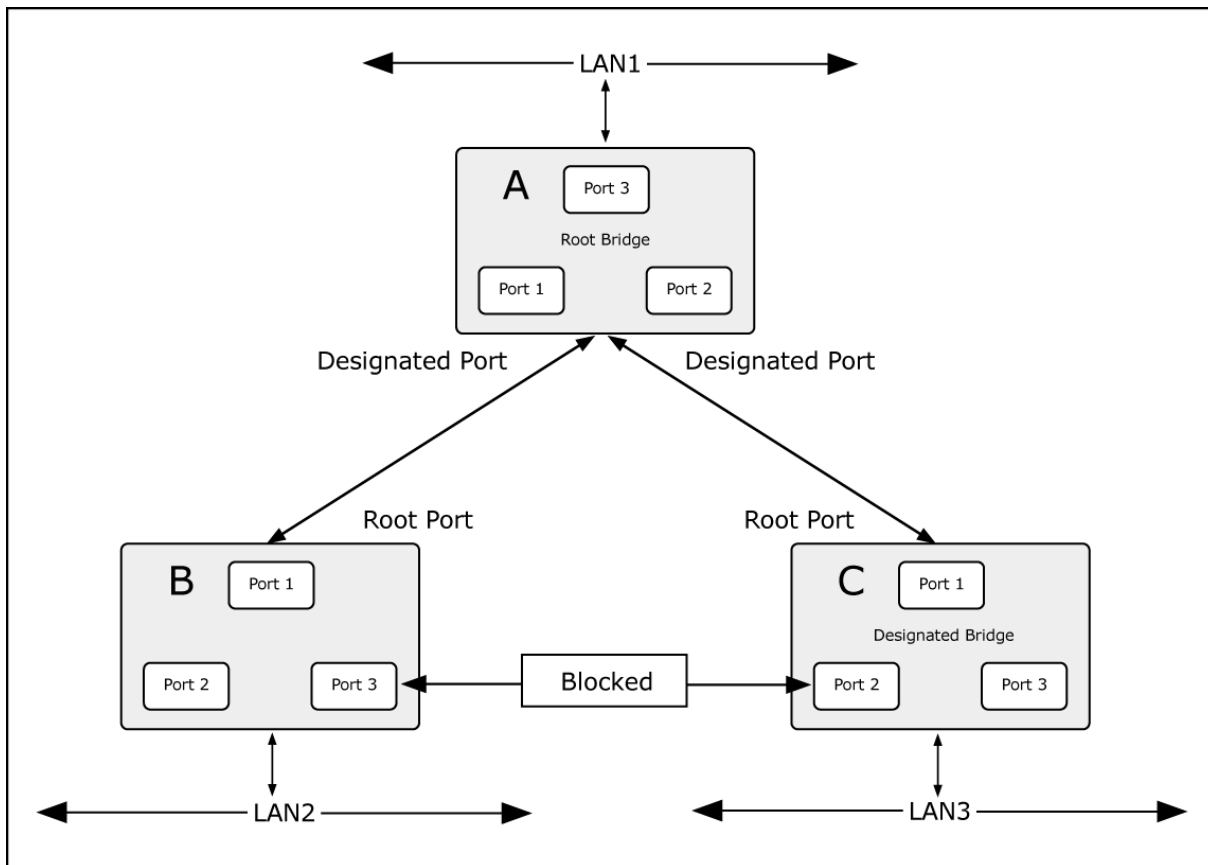 LAN1
A
Port 3
Root Bridge
Port 1
Port 2
Designated Port
Designated Port
Root Port
Root Port
B
Port 1
C
Port 1
Designated Bridge
Port 2
Port 3
Blocked
Port 2
Port 3
LAN2
LAN3